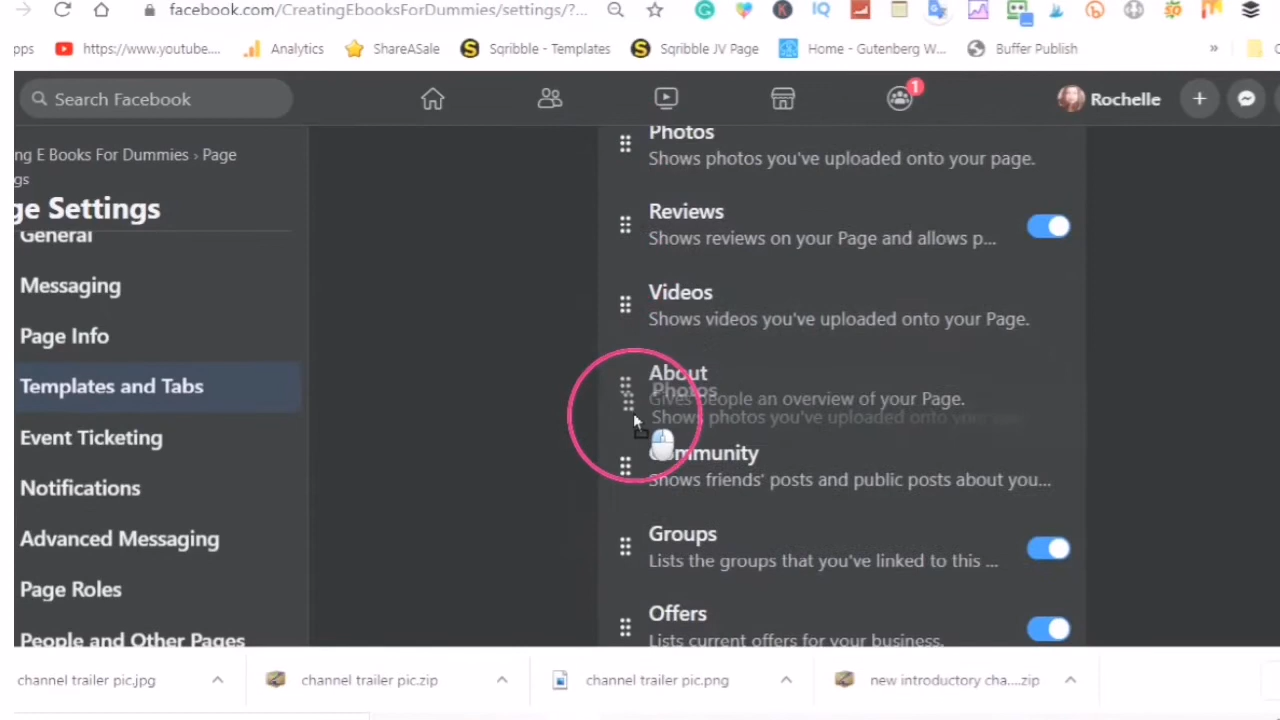 facebook.com/CreatingEbooksForDummies/settings/?...
pps
https://www.youtube....
Analytics
ShareASale
Sqribble - Templates
Sqribble JV Page
Home - Gutenberg W...
Buffer Publish
»
Search Facebook
1
Rochelle
ng E Books For Dummies › Page
gs
ge Settings
General
Messaging
Page Info
Templates and Tabs
Event Ticketing
Notifications
Advanced Messaging
Page Roles
People and Other Pages
Photos
Shows photos you've uploaded onto your page.
Reviews
Shows reviews on your Page and allows p...
Videos
Shows videos you've uploaded onto your Page.
About
Photos
Gives people an overview of your Page.
Shows photos you've uploaded onto your page
Community
Shows friends' posts and public posts about you...
Groups
Lists the groups that you've linked to this ...
Offers
Lists current offers for your business.
channel trailer pic.jpg
channel trailer pic.zip
channel trailer pic.png
new introductory cha....zip